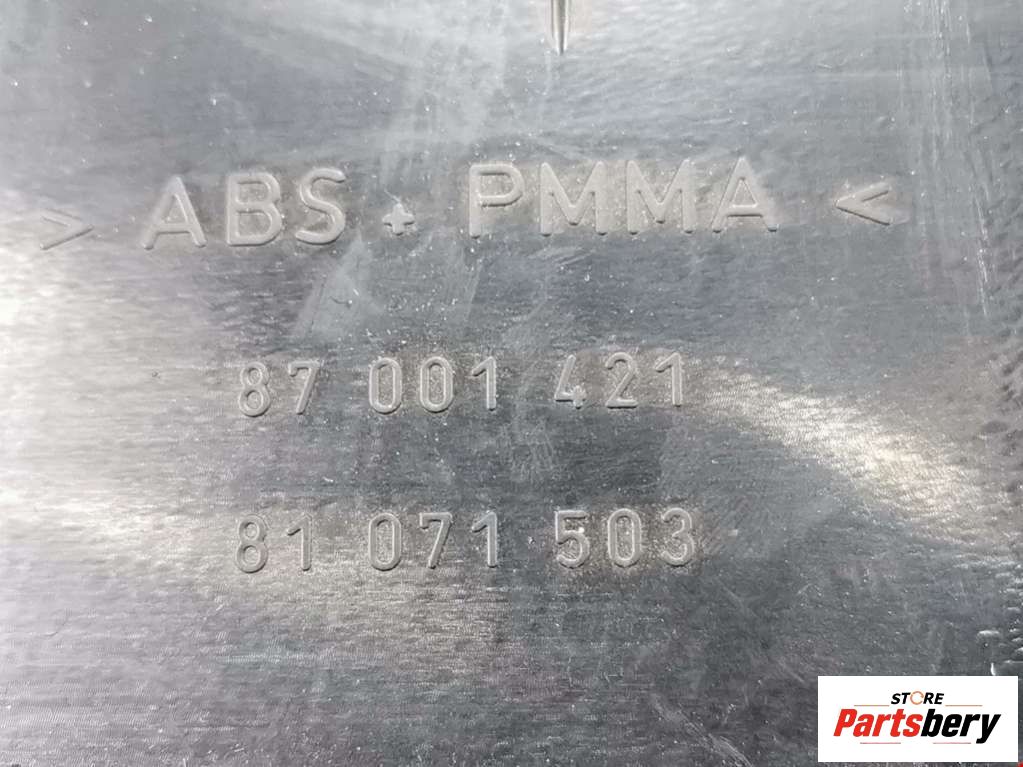 > ABS + PMMA <
87 001 421
81 071 503
STORE
Partsbery